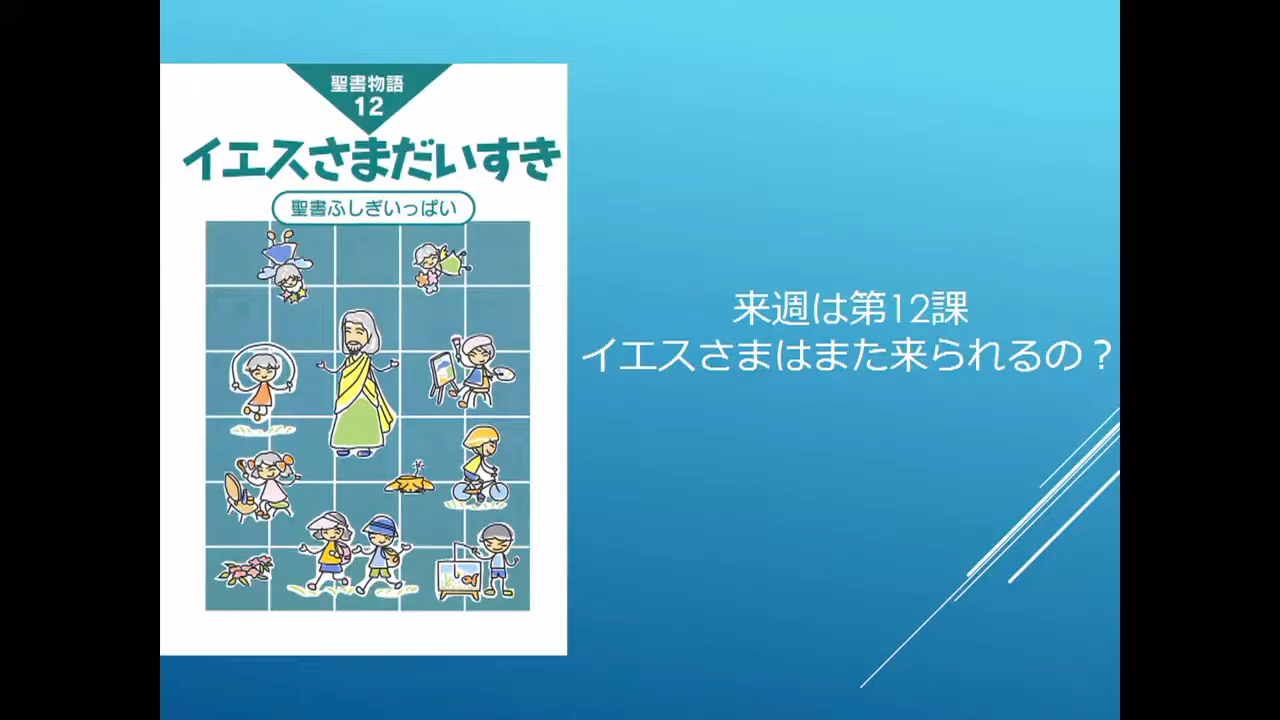 聖書物語
12
イエスさまだいすき
聖書ふしぎいっぱい
来週は第12課
イエスさまはまた来られるの？